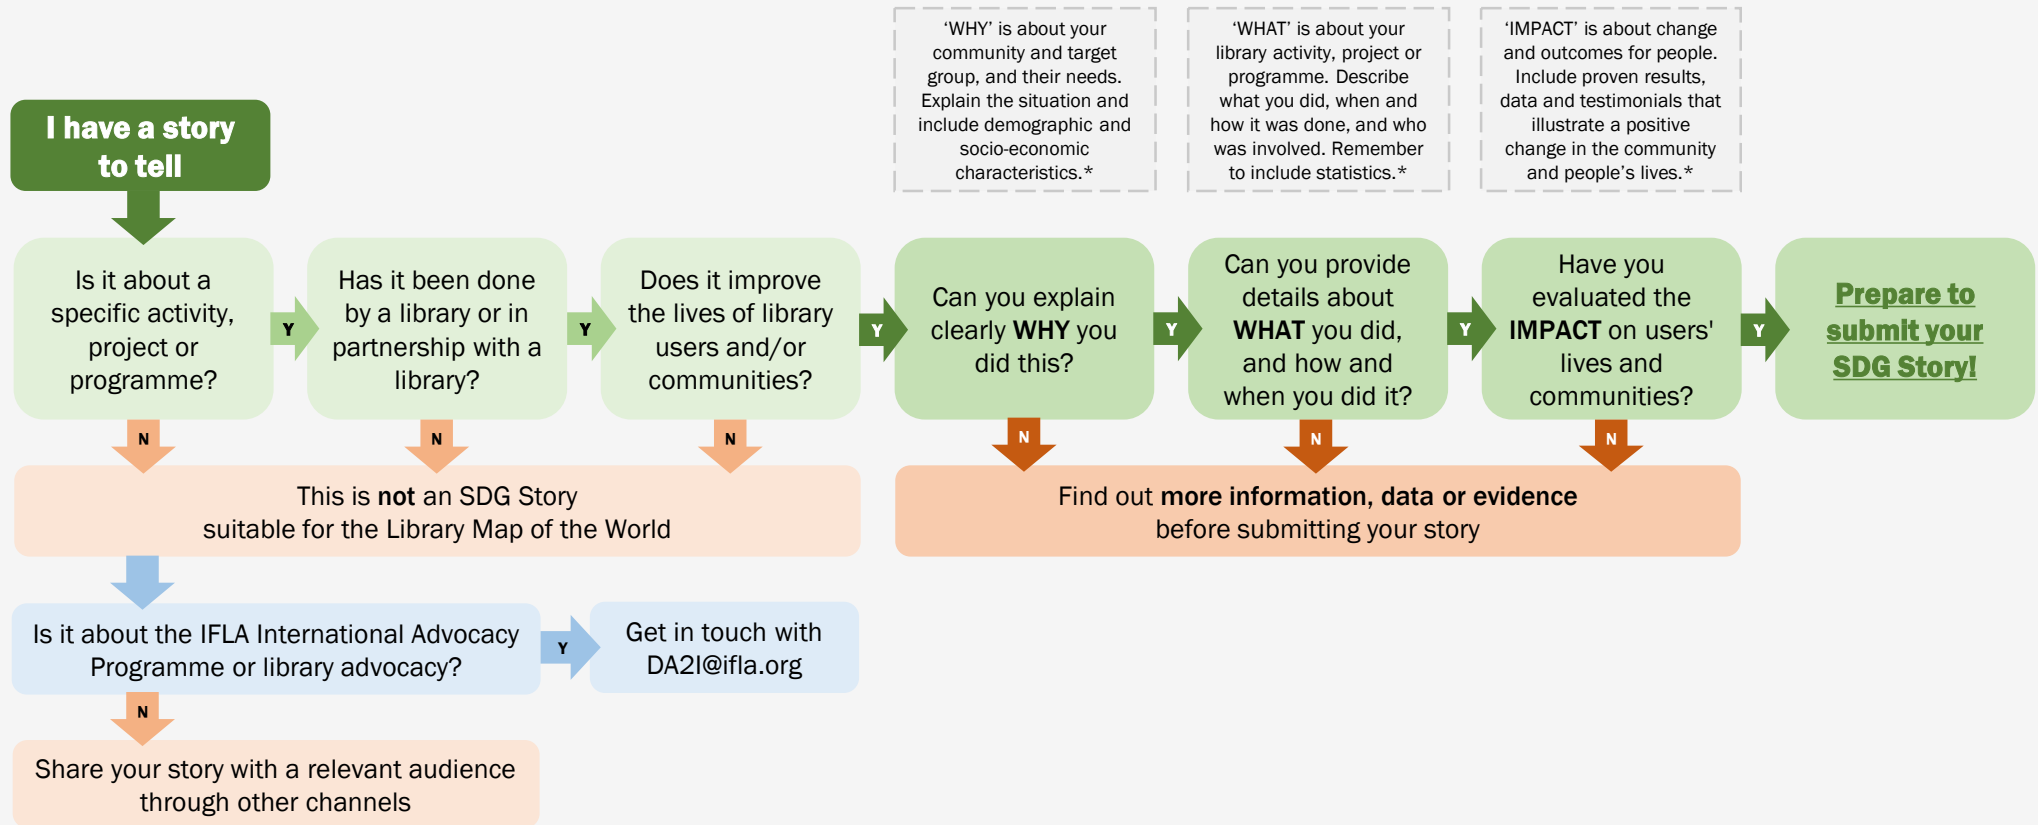 ‘WHY’ is about your
community and target
group, and their needs.
Explain the situation and
include demographic and
socio-economic
characteristics.*
‘WHAT’ is about your
library activity, project or
programme. Describe
what you did, when and
how it was done, and who
was involved. Remember
to include statistics.*
‘IMPACT’ is about change
and outcomes for people.
Include proven results,
data and testimonials that
illustrate a positive
change in the community
and people’s lives.*
I have a story
to tell
Is it about a
specific activity,
project or
programme?
Y
Has it been done
by a library or in
partnership with a
library?
Y
Does it improve
the lives of library
users and/or
communities?
Y
Can you explain
clearly WHY you
did this?
Y
Can you provide
details about
WHAT you did,
and how and
when you did it?
Y
Have you
evaluated the
IMPACT on users'
lives and
communities?
Y
Prepare to
submit your
SDG Story!
N
N
N
N
N
N
This is not an SDG Story
suitable for the Library Map of the World
Find out more information, data or evidence
before submitting your story
Is it about the IFLA International Advocacy
Programme or library advocacy?
Y
Get in touch with
DA2I@ifla.org
N
Share your story with a relevant audience
through other channels